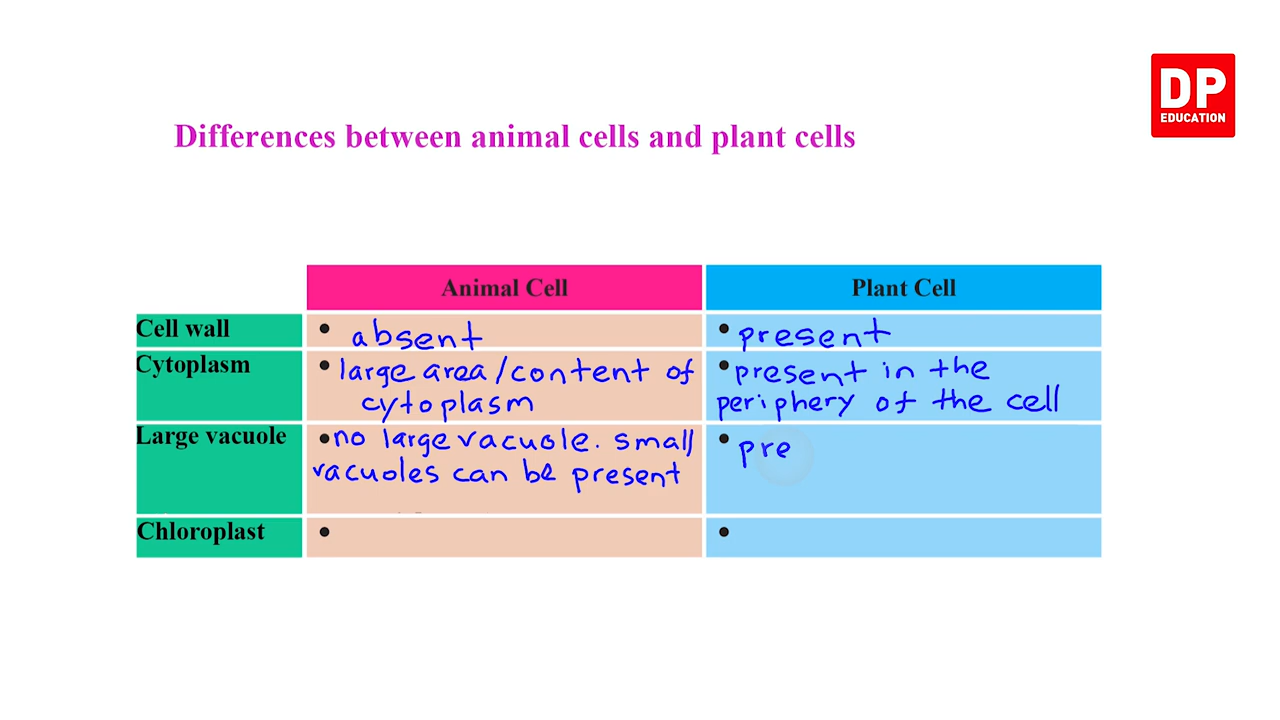 DP
EDUCATION
Differences between animal cells and plant cells
Animal Cell
Plant Cell
Cell wall
• absent
• present
Cytoplasm
• large area/content of
cytoplasm
• present in the
periphery of the cell
Large vacuole
• no large vacuole. small
vacuoles can be present
• pre
Chloroplast
•
•